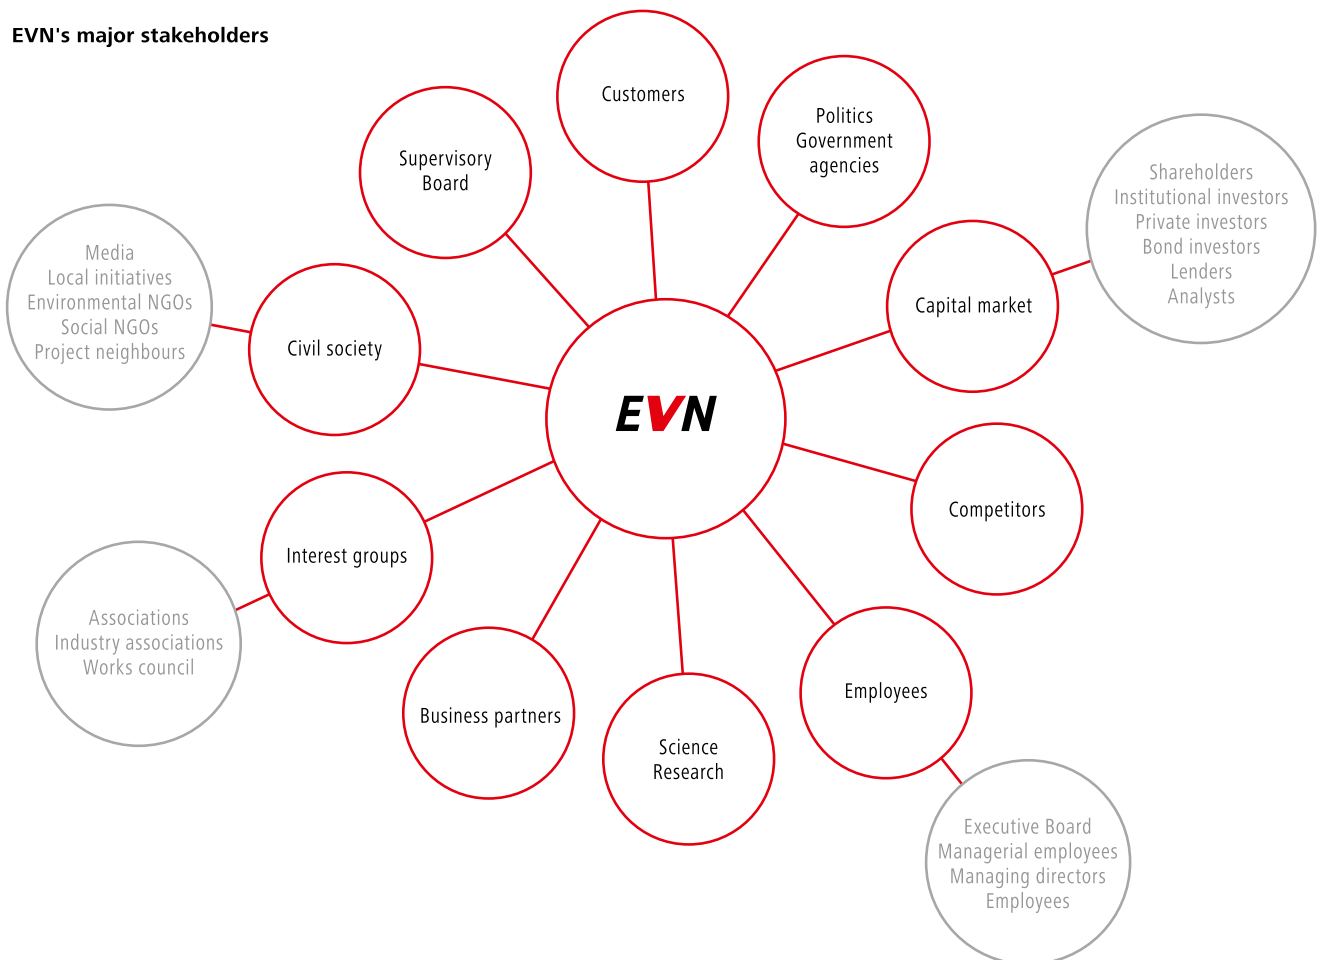 EVN's major stakeholders
Customers
Politics
Government
agencies
Supervisory
Board
Shareholders
Institutional investors
Private investors
Bond investors
Lenders
Analysts
Media
Local initiatives
Environmental NGOs
Social NGOs
Project neighbours
Capital market
Civil society
EVN
Competitors
Interest groups
Associations
Industry associations
Works council
Employees
Business partners
Science
Research
Executive Board
Managerial employees
Managing directors
Employees